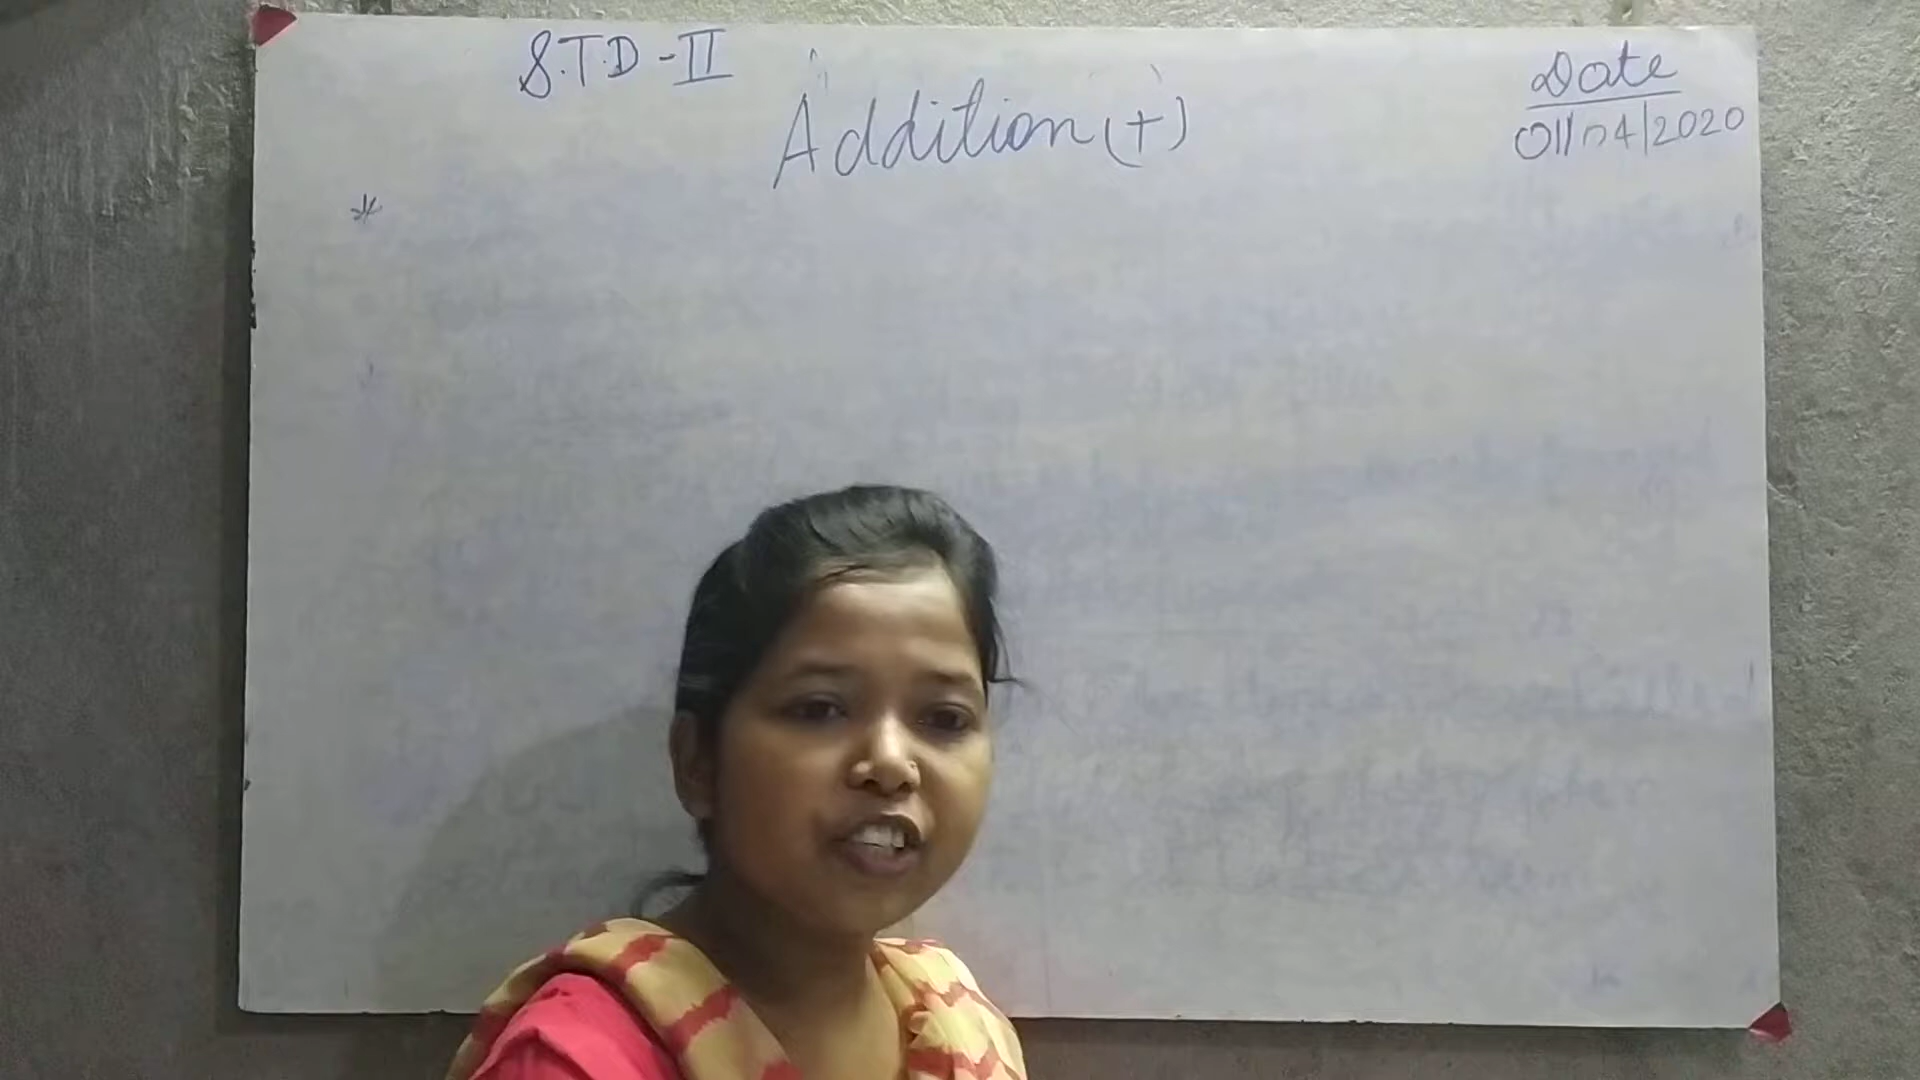 S.T.D - II
Addition (+)
Date
01/04/2020
*